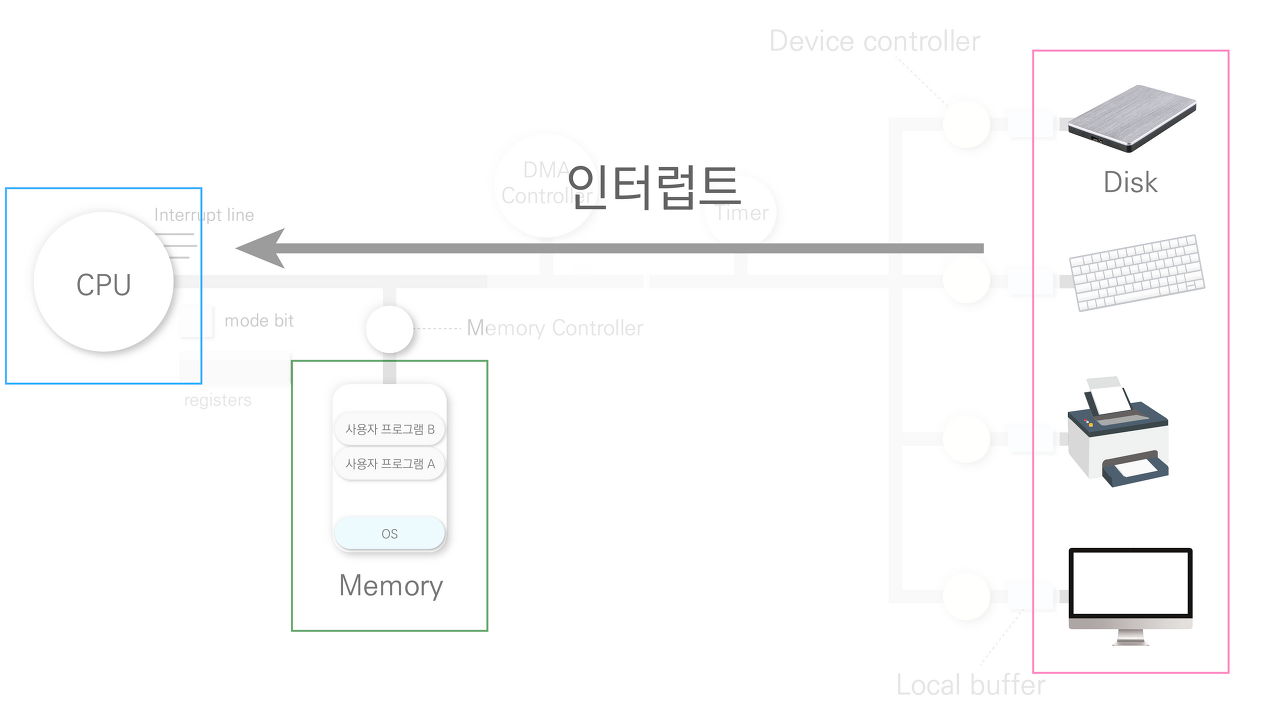 Device controller
DMA
Controller
인터럽트
Timer
Disk
Interrupt line
CPU
mode bit
Memory Controller
registers
사용자 프로그램 B
사용자 프로그램 A
OS
Memory
Local buffer